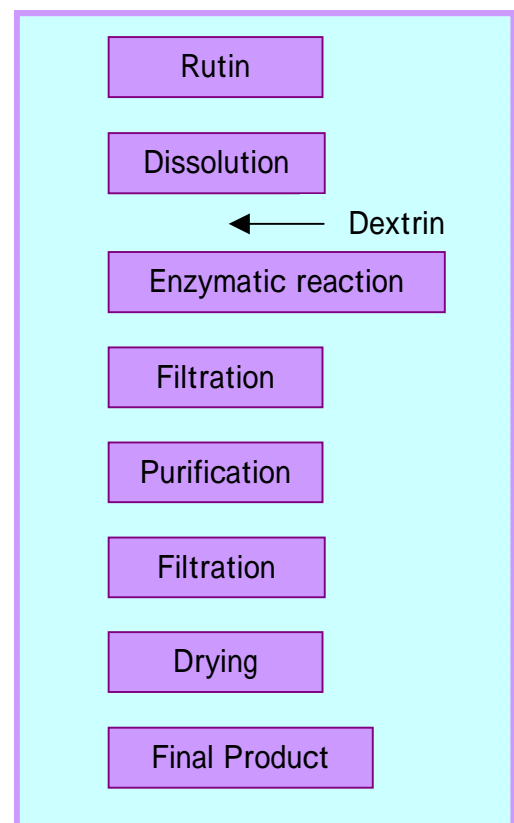 Rutin
Dissolution
Dextrin
Enzymatic reaction
Filtration
Purification
Filtration
Drying
Final Product